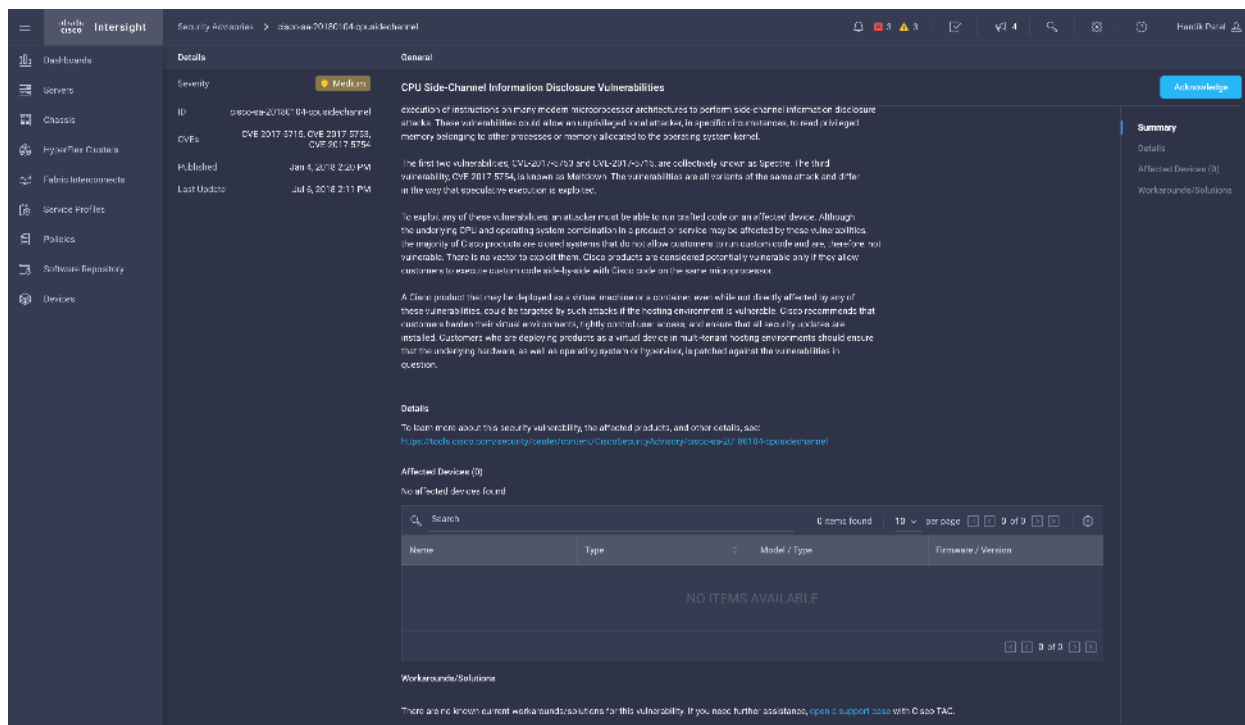 cisco Intersight
Security Advisories > cisco-sa-20180104-cpusidechannel
3 3 4 Hardik Patel
Dashboards
Servers
Chassis
HyperFlex Clusters
Fabric Interconnects
Service Profiles
Policies
Software Repository
Devices
Details
Severity Medium
ID cisco-sa-20180104-cpusidechannel
CVEs CVE-2017-5715, CVE-2017-5753,
CVE-2017-5754
Published Jan 4, 2018 2:20 PM
Last Update Jul 6, 2018 2:11 PM
General
CPU Side-Channel Information Disclosure Vulnerabilities
Acknowledge
execution of instructions on many modern microprocessor architectures to perform side-channel information disclosure
attacks. These vulnerabilities could allow an unprivileged local attacker, in specific circumstances, to read privileged
memory belonging to other processes or memory allocated to the operating system kernel.
The first two vulnerabilities, CVE-2017-5753 and CVE-2017-5715, are collectively known as Spectre. The third
vulnerability, CVE-2017-5754, is known as Meltdown. The vulnerabilities are all variants of the same attack and differ
in the way that speculative execution is exploited.
To exploit any of these vulnerabilities, an attacker must be able to run crafted code on an affected device. Although
the underlying CPU and operating system combination in a product or service may be affected by these vulnerabilities,
the majority of Cisco products are closed systems that do not allow customers to run custom code and are, therefore, not
vulnerable. There is no vector to exploit them. Cisco products are considered potentially vulnerable only if they allow
customers to execute custom code side-by-side with Cisco code on the same microprocessor.
A Cisco product that may be deployed as a virtual machine or a container, even while not directly affected by any of
these vulnerabilities, could be targeted by such attacks if the hosting environment is vulnerable. Cisco recommends that
customers harden their virtual environments, tightly control user access, and ensure that all security updates are
installed. Customers who are deploying products as a virtual device in multi-tenant hosting environments should ensure
that the underlying hardware, as well as operating system or hypervisor, is patched against the vulnerabilities in
question.
Details
To learn more about this security vulnerability, the affected products, and other details, see:
https://tools.cisco.com/security/center/content/CiscoSecurityAdvisory/cisco-sa-20180104-cpusidechannel
Affected Devices (0)
No affected devices found
Search 0 items found 10 per page 0 of 0
Name Type Model / Type Firmware / Version
NO ITEMS AVAILABLE
0 of 0
Workarounds/Solutions
There are no known current workarounds/solutions for this vulnerability. If you need further assistance, open a support case with Cisco TAC.
Summary
Details
Affected Devices (0)
Workarounds/Solutions